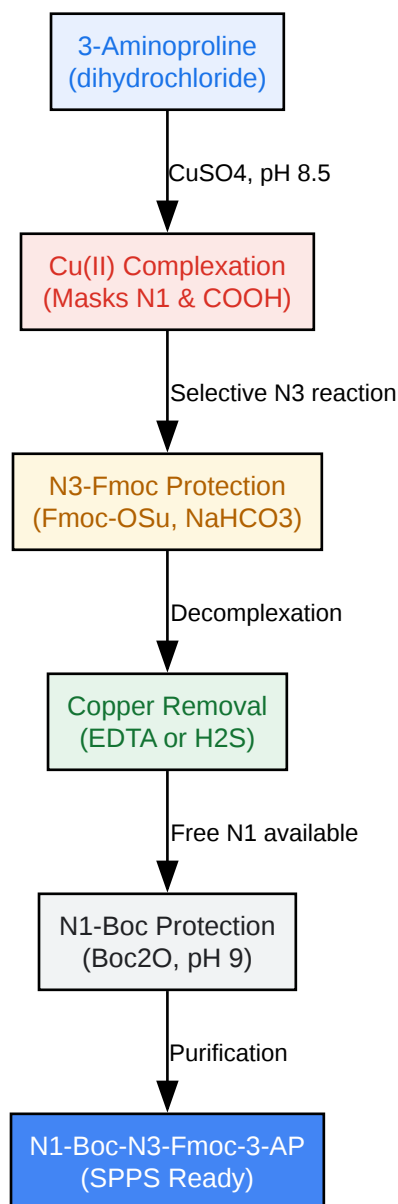 3-Aminoproline
(dihydrochloride)
CuSO4, pH 8.5
Cu(II) Complexation
(Masks N1 & COOH)
Selective N3 reaction
N3-Fmoc Protection
(Fmoc-OSu, NaHCO3)
Decomplexation
Copper Removal
(EDTA or H2S)
Free N1 available
N1-Boc Protection
(Boc2O, pH 9)
Purification
N1-Boc-N3-Fmoc-3-AP
(SPPS Ready)